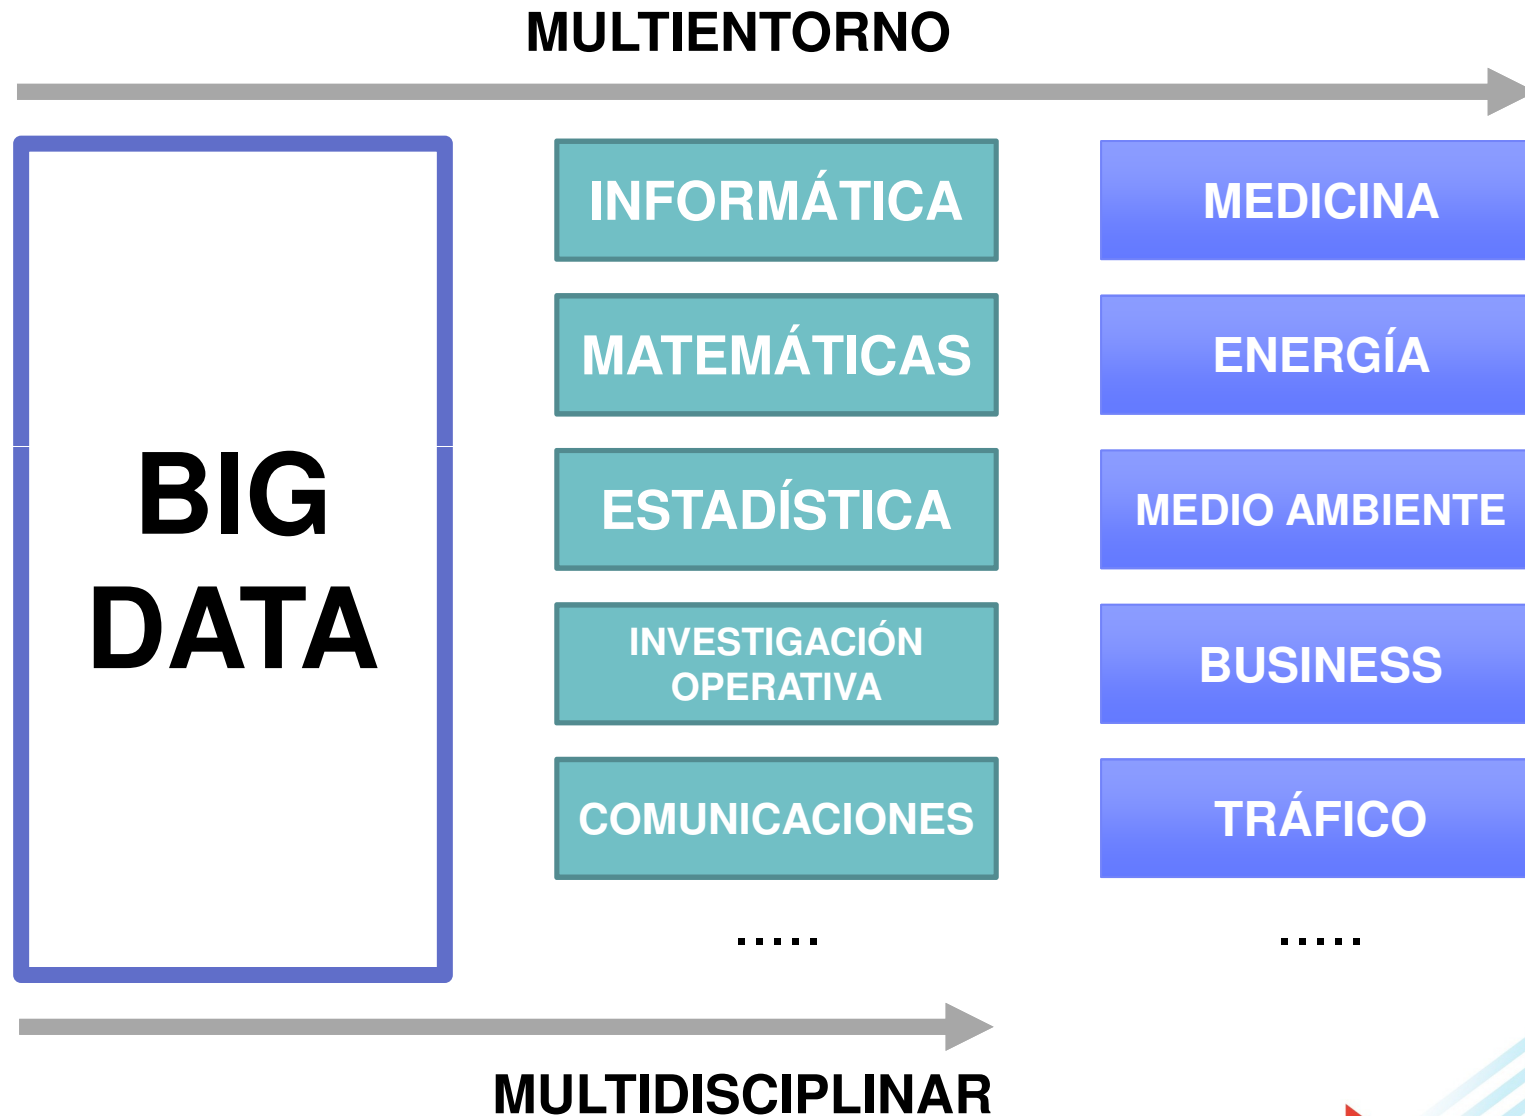 MULTIENTORNO
BIG
DATA
INFORMÁTICA
MATEMÁTICAS
ESTADÍSTICA
INVESTIGACIÓN
OPERATIVA
COMUNICACIONES
.....
MEDICINA
ENERGÍA
MEDIO AMBIENTE
BUSINESS
TRÁFICO
.....
MULTIDISCIPLINAR